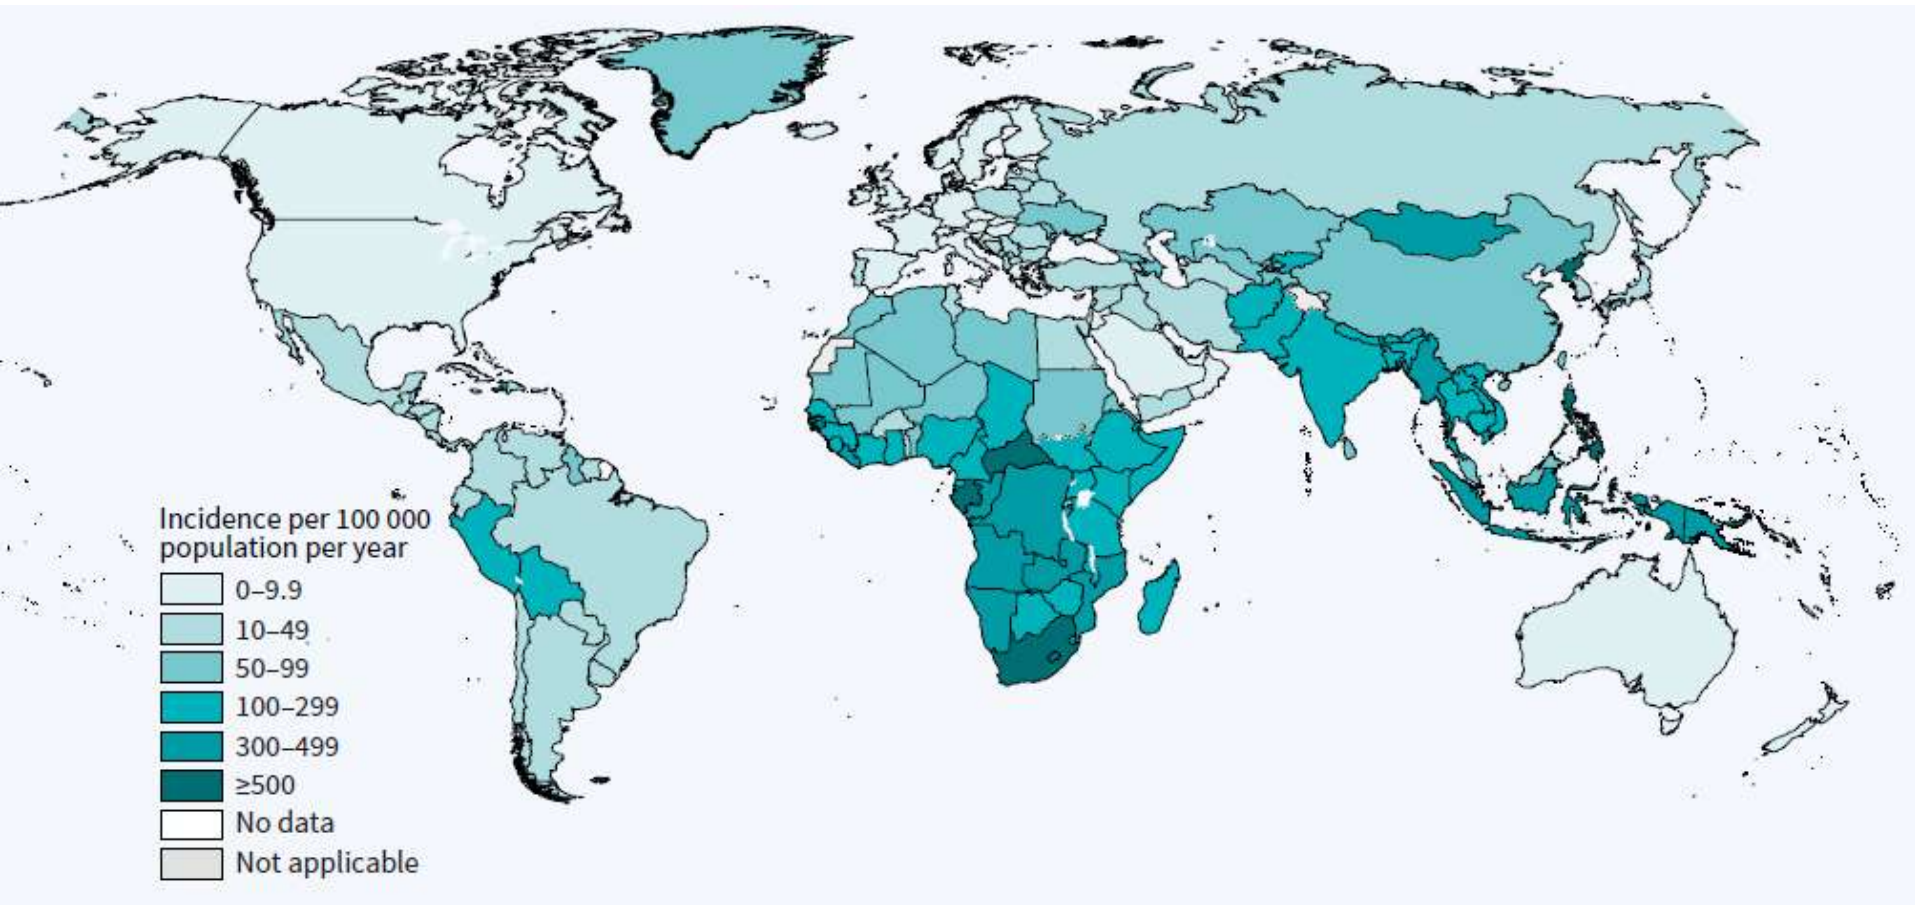 Incidence per 100 000
population per year
0–9.9
10–49
50–99
100–299
300–499
≥500
No data
Not applicable